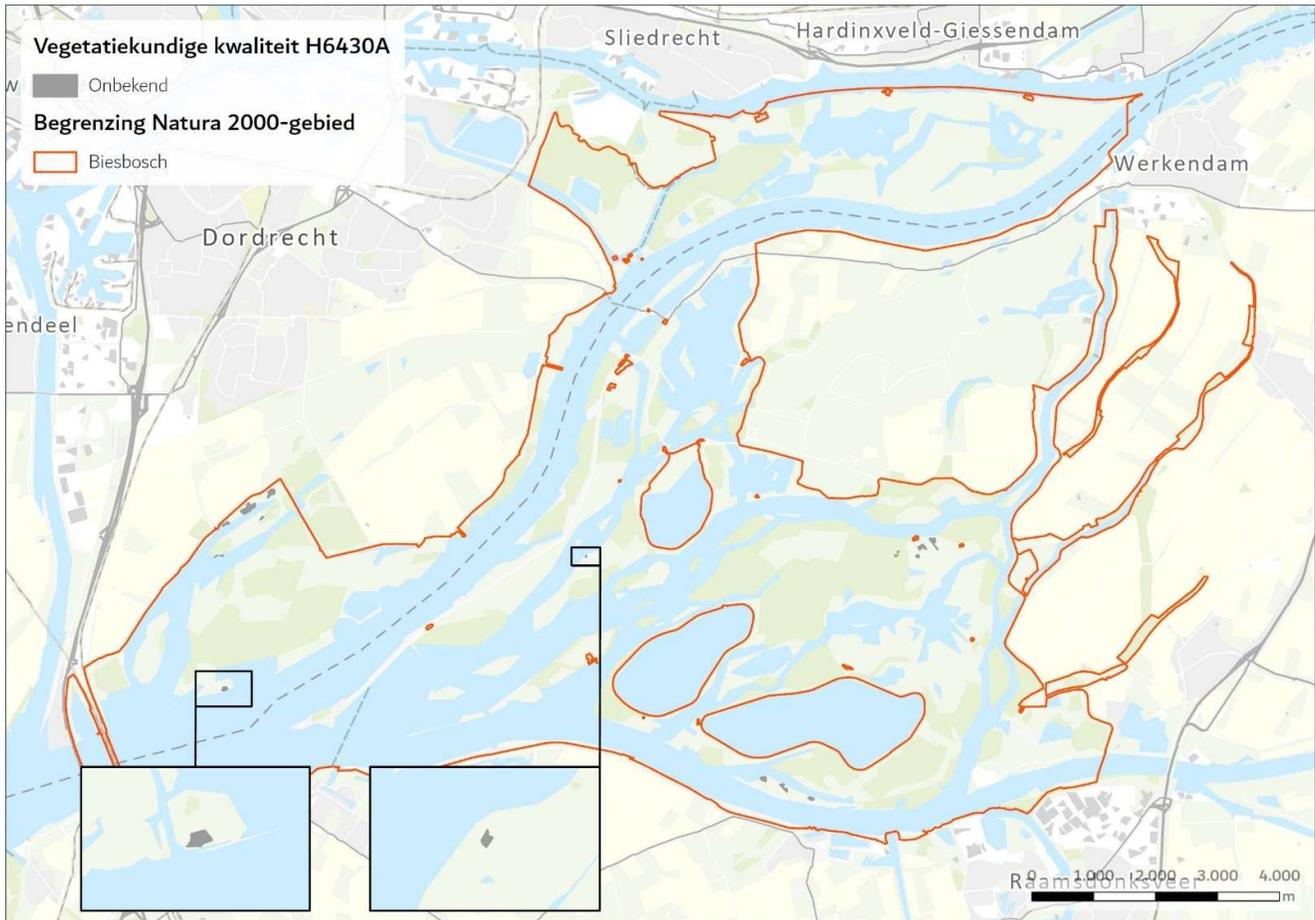 Vegetatiekundige kwaliteit H6430A
Onbekend
Begrenzing Natura 2000-gebied
Biesbosch
Sliedrecht
Hardinxveld-Giessendam
w
Werkendam
Dordrecht
endeel
Raamsdonksveer
0 1.000 2.000 3.000 4.000
m